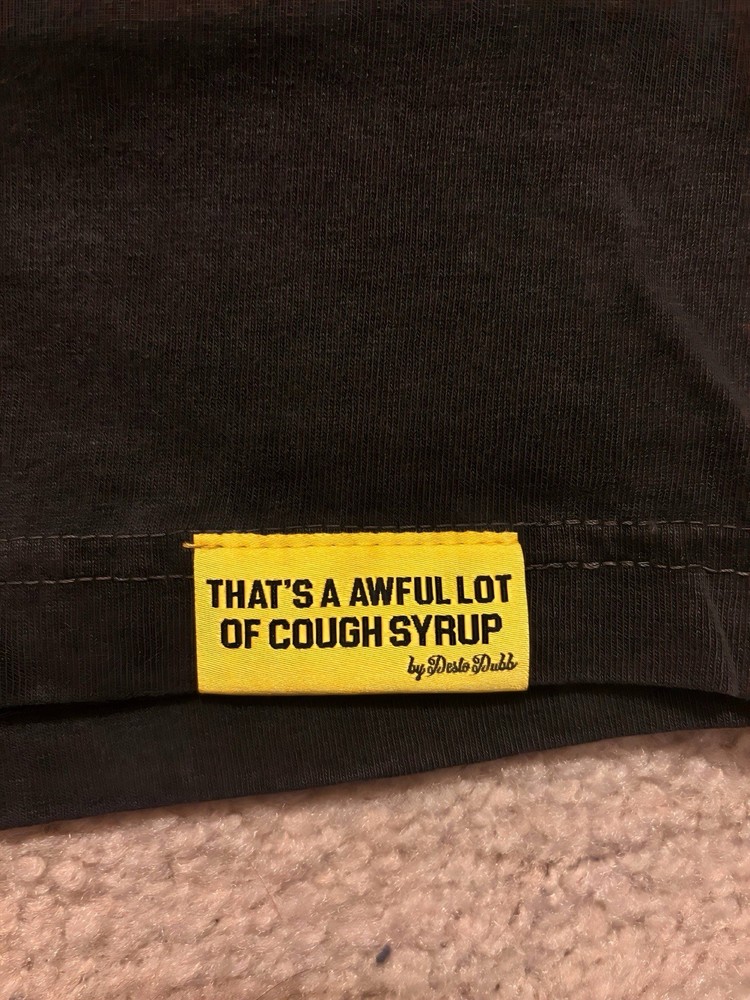 THAT'S A AWFUL LOT
OF COUGH SYRUP
by Desto Dubb